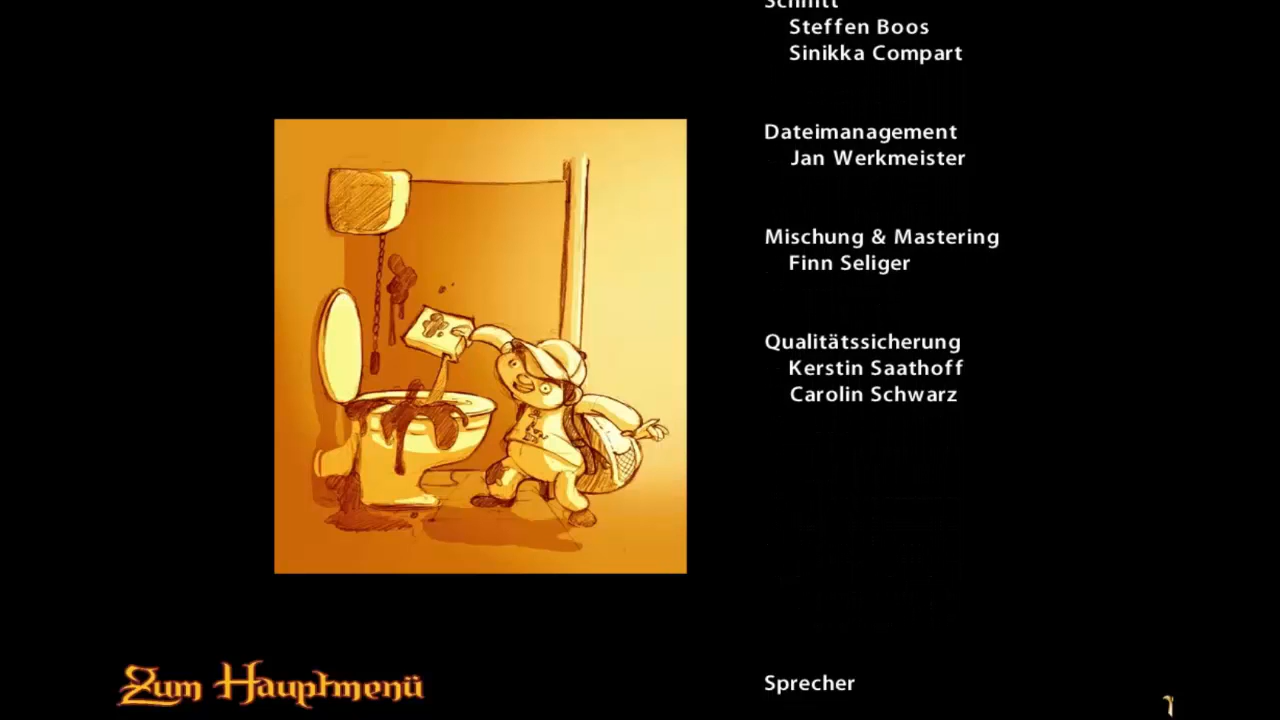 Schnitt
Steffen Boos
Sinikka Compart
Dateimanagement
Jan Werkmeister
Mischung & Mastering
Finn Seliger
Qualitätssicherung
Kerstin Saathoff
Carolin Schwarz
Sprecher
Zum Hauptmenü